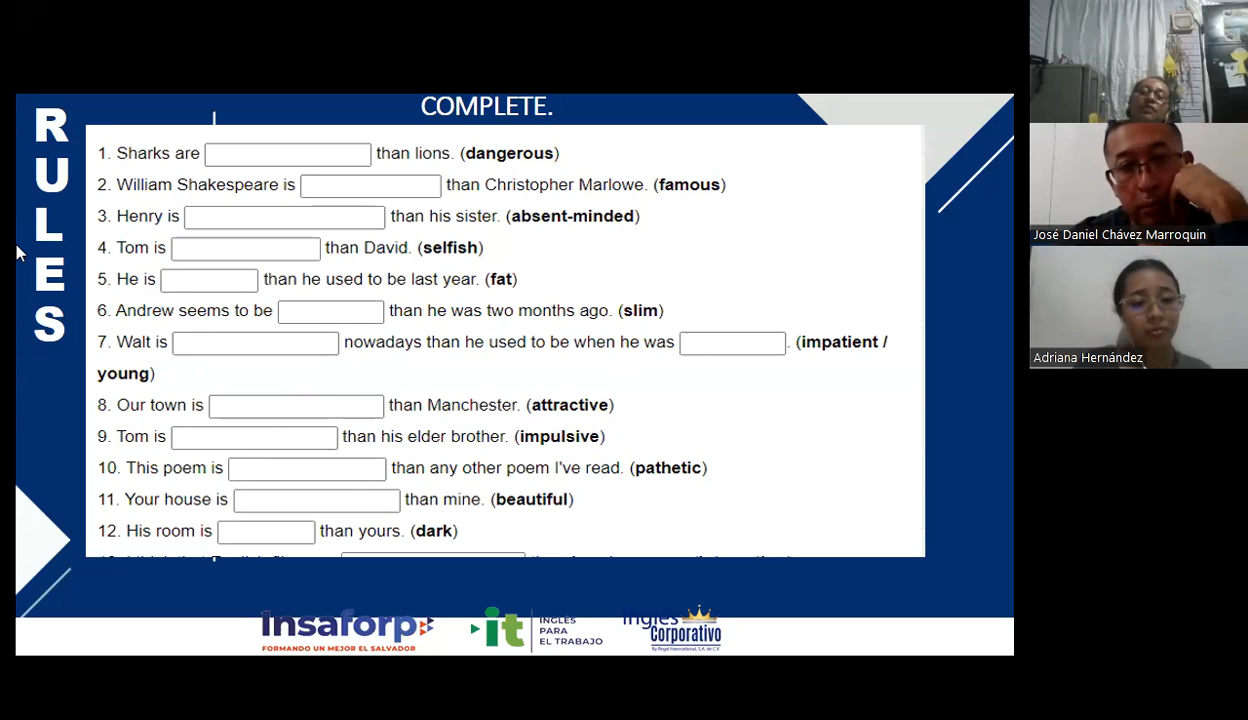 COMPLETE.
RULES
1. Sharks are than lions. (dangerous)
2. William Shakespeare is than Christopher Marlowe. (famous)
3. Henry is than his sister. (absent-minded)
4. Tom is than David. (selfish)
5. He is than he used to be last year. (fat)
6. Andrew seems to be than he was two months ago. (slim)
7. Walt is nowadays than he used to be when he was . (impatient /
young)
8. Our town is than Manchester. (attractive)
9. Tom is than his elder brother. (impulsive)
10. This poem is than any other poem I've read. (pathetic)
11. Your house is than mine. (beautiful)
12. His room is than yours. (dark)
Insaforp
FORMANDO UN MEJOR EL SALVADOR
it
INGLÉS
PARA
EL TRABAJO
Inglés
Corporativo
By Regal International, S.A. de C.V.
José Daniel Chávez Marroquin
Adriana Hernández